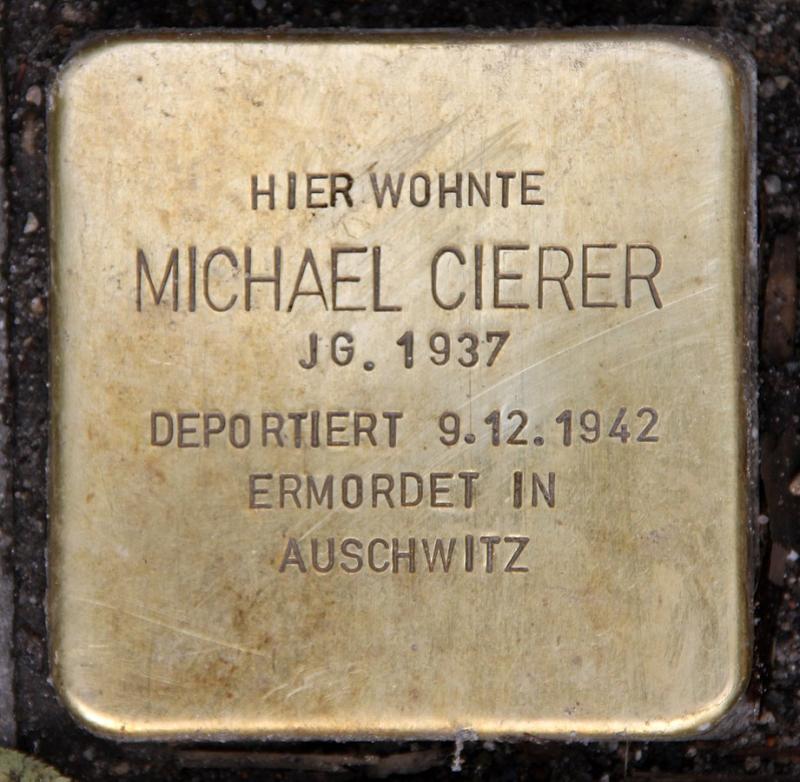 HIER WOHNTE
MICHAEL CIERER
JG. 1937
DEPORTIERT 9.12.1942
ERMORDET IN
AUSCHWITZ